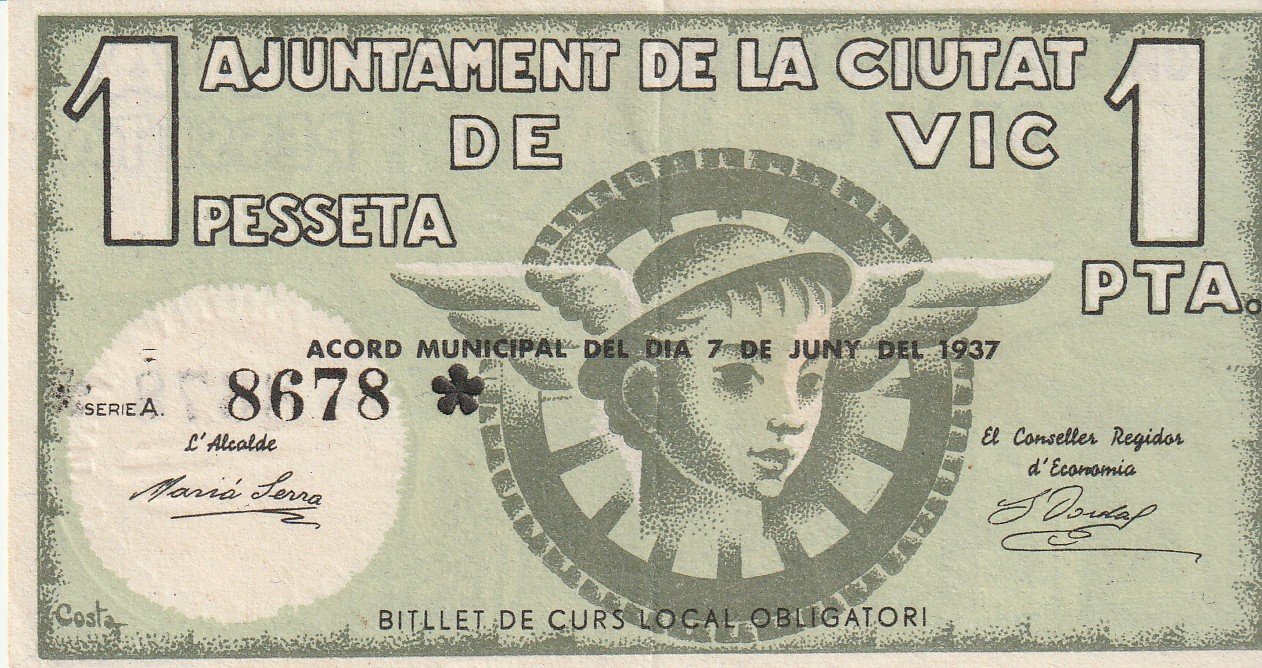 1 AJUNTAMENT DE LA CIUTAT 1
DE VIC
PESSETA
PTA.
ACORD MUNICIPAL DEL DIA 7 DE JUNY DEL 1937
SERIE A. 8678 *
L'Alcalde
El Conseller Regidor
d'Economia
Marià Serra
J Dordal
BITLLET DE CURS LOCAL OBLIGATORI
Costa